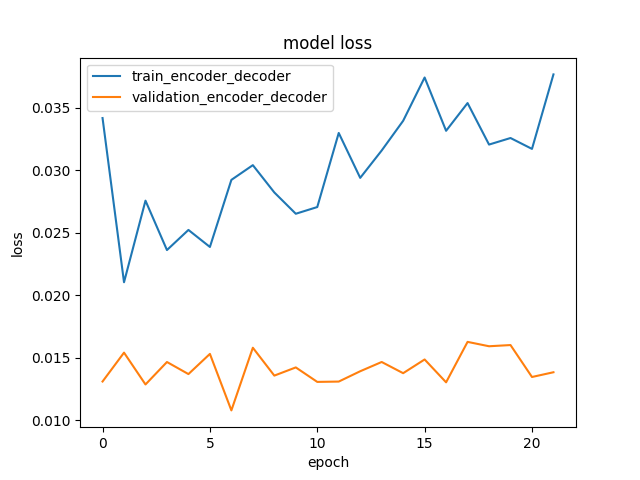 model loss
train_encoder_decoder
validation_encoder_decoder
0.035
0.030
0.025
0.020
0.015
0.010
loss
0 5 10 15 20
epoch